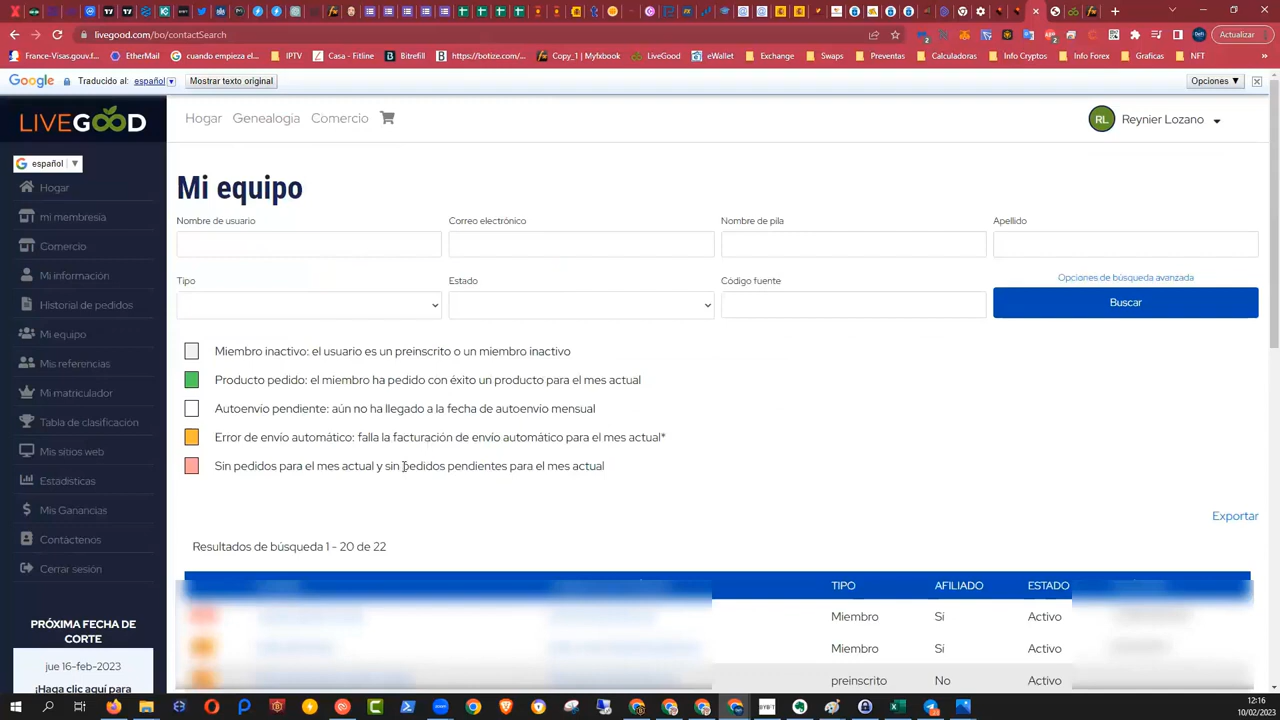 livegood.com/bo/contactSearch
Actualizar
France-Visas.gouv.f...
EtherMail
cuando empieza el...
IPTV
Casa - Fitline
Bitrefill
https://botize.com/...
Copy_1 | Myfxbook
LiveGood
eWallet
Exchange
Swaps
Preventas
Calculadoras
Info Cryptos
Info Forex
Graficas
NFT
Google
Traducido al: español
Mostrar texto original
Opciones ▼
LIVEGOOD
Hogar
Genealogia
Comercio
RL
Reynier Lozano
español
Hogar
mi membresía
Comercio
Mi información
Historial de pedidos
Mi equipo
Mis referencias
Mi matriculador
Tabla de clasificación
Mis sitios web
Estadísticas
Mis Ganancias
Contáctenos
Cerrar sesión
PRÓXIMA FECHA DE
CORTE
jue 16-feb-2023
¡Haga clic aquí para
Mi equipo
Nombre de usuario
Correo electrónico
Nombre de pila
Apellido
Tipo
Estado
Código fuente
Opciones de búsqueda avanzada
Buscar
Miembro inactivo: el usuario es un preinscrito o un miembro inactivo
Producto pedido: el miembro ha pedido con éxito un producto para el mes actual
Autoenvío pendiente: aún no ha llegado a la fecha de autoenvío mensual
Error de envío automático: falla la facturación de envío automático para el mes actual*
Sin pedidos para el mes actual y sin pedidos pendientes para el mes actual
Exportar
Resultados de búsqueda 1 - 20 de 22
TIPO AFILIADO ESTADO
Miembro Sí Activo
Miembro Sí Activo
preinscrito No Activo
12:16
10/02/2023